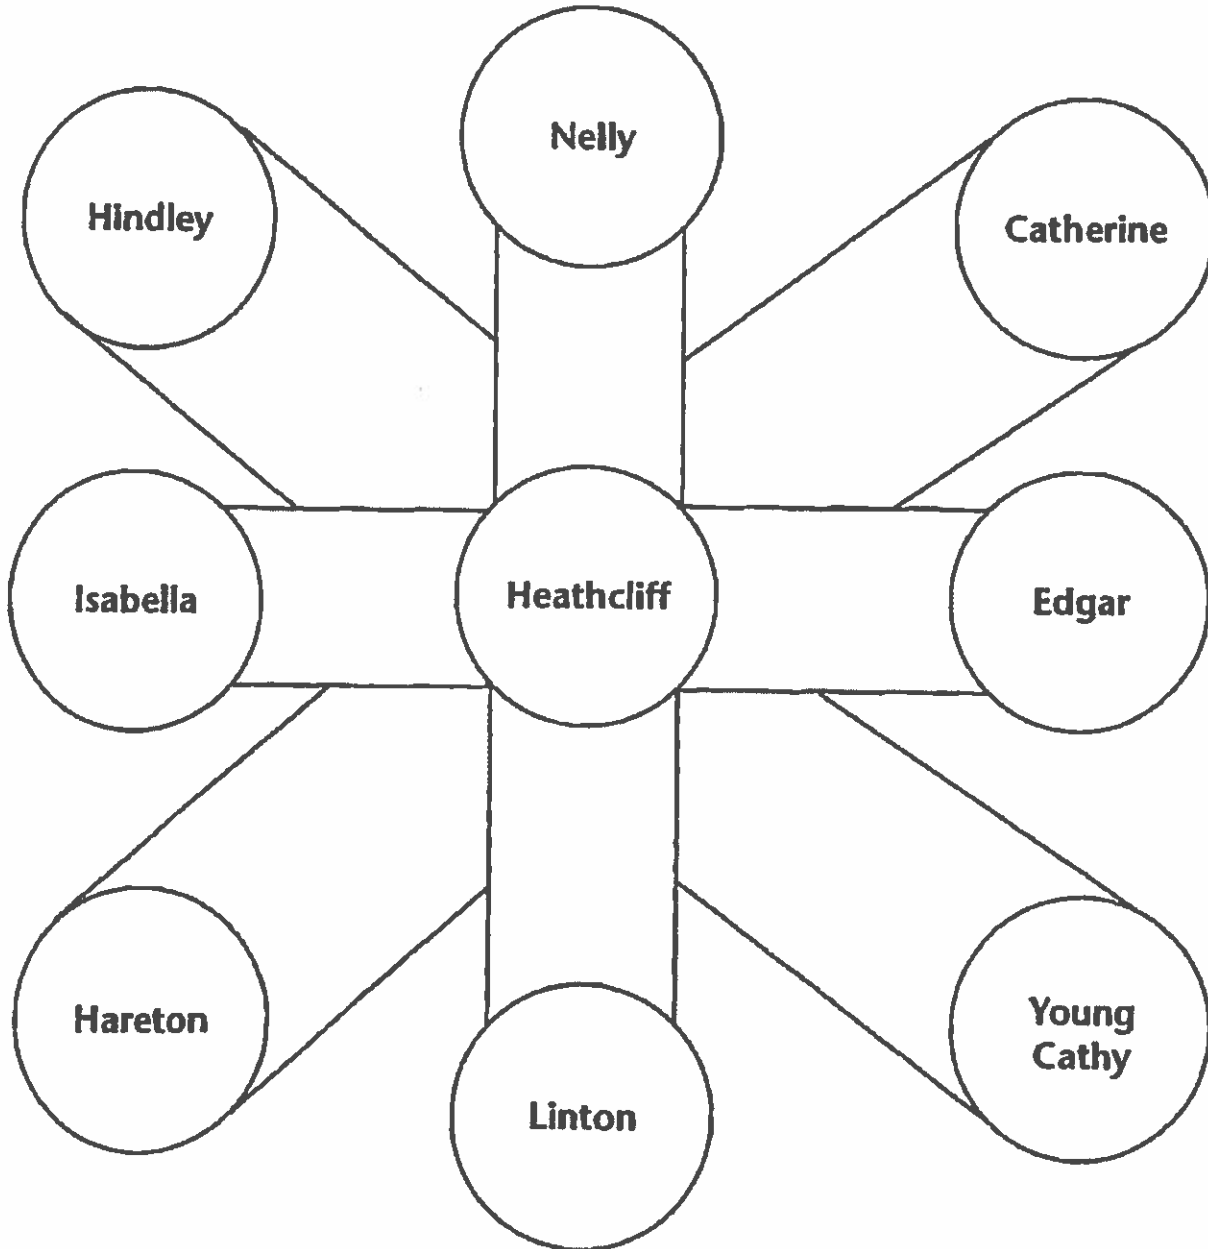 Nelly
Hindley
Catherine
Isabella
Heathcliff
Edgar
Hareton
Young
Cathy
Linton